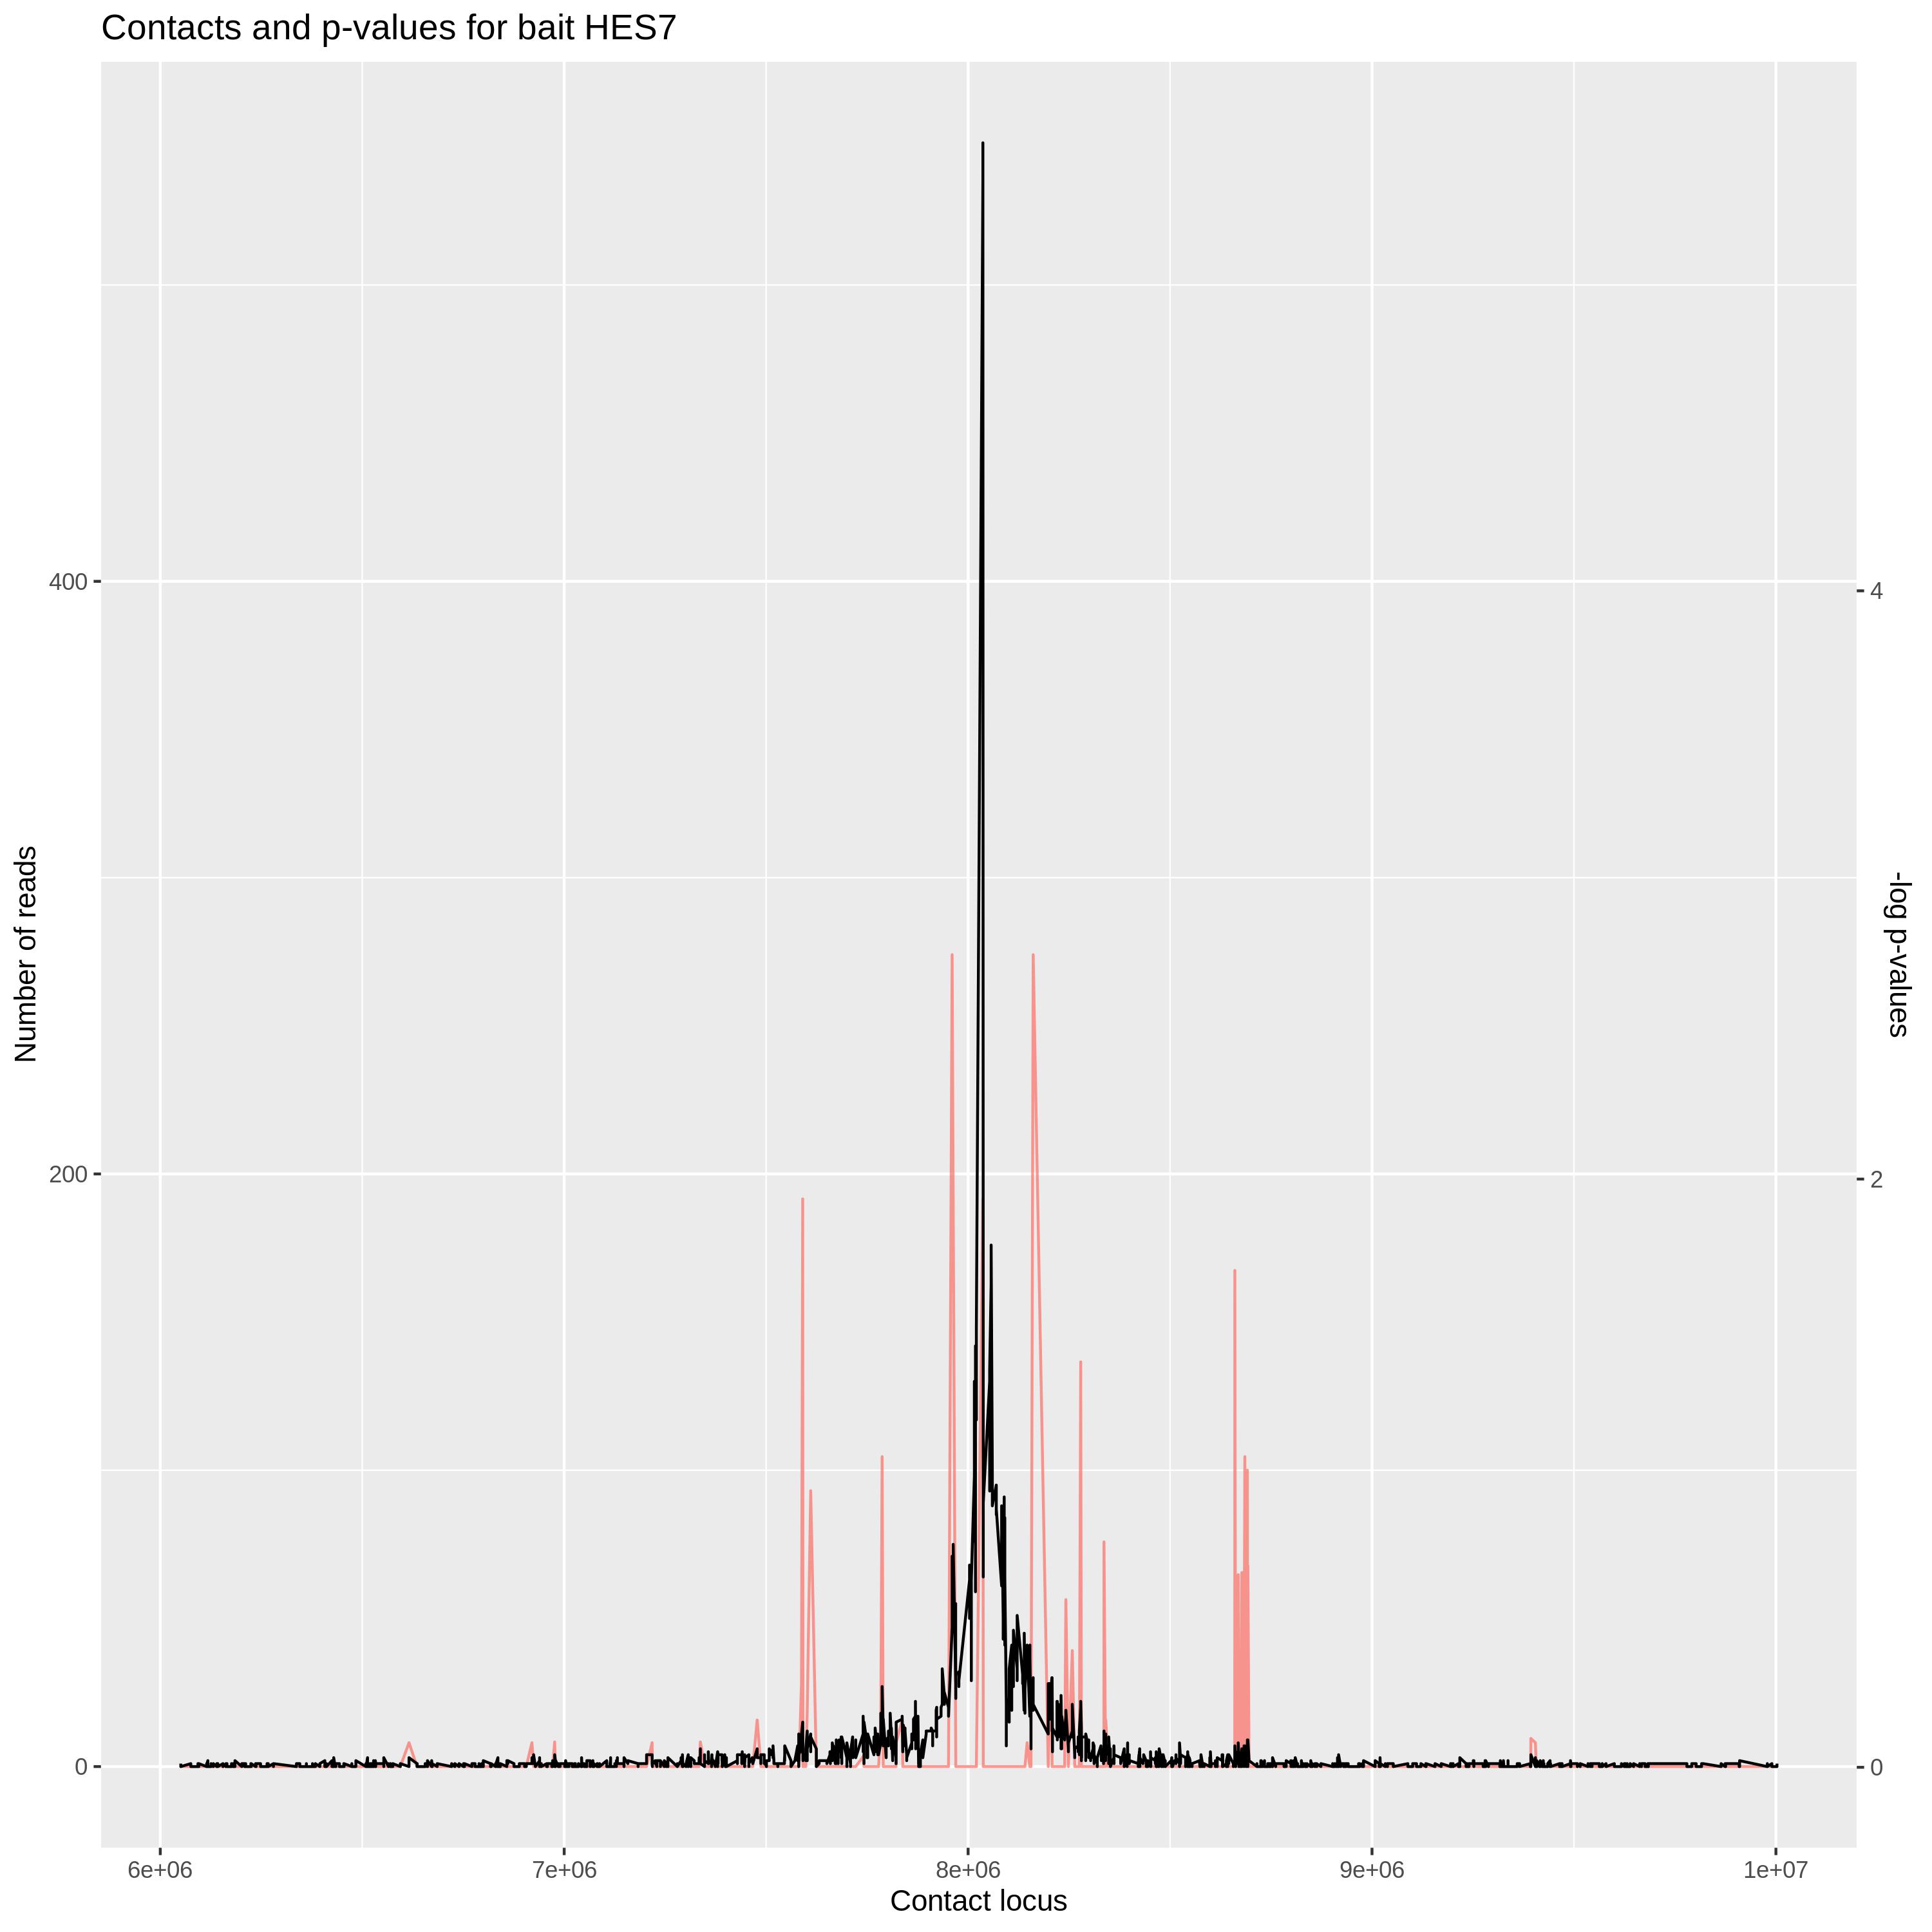 Contacts and p-values for bait HES7
Number of reads
400
200
0
4
2
0
-log p-values
6e+06
7e+06
8e+06
9e+06
1e+07
Contact locus